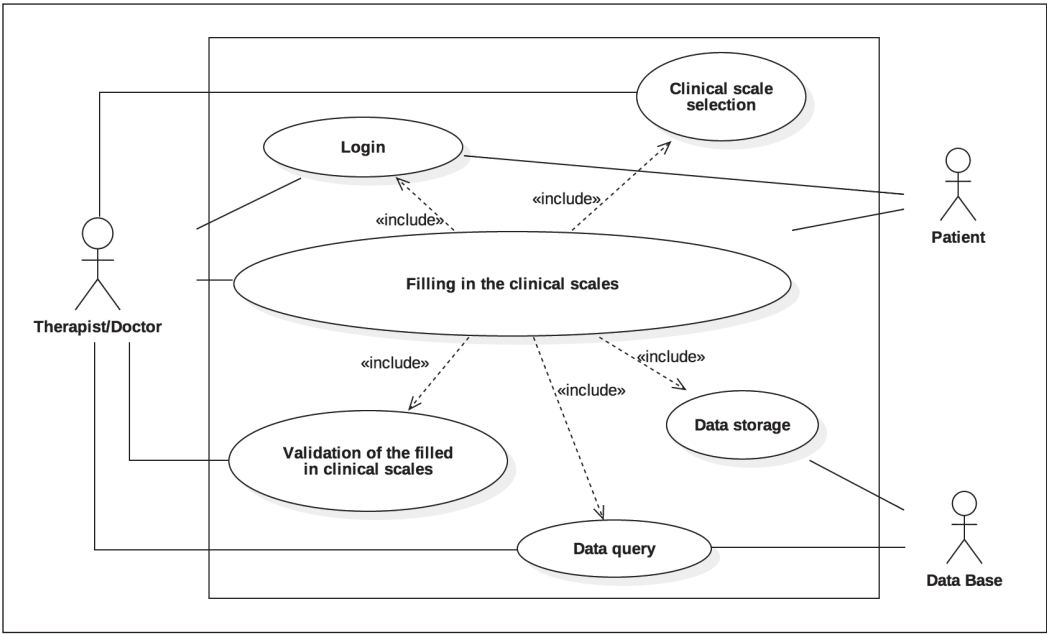 Clinical scale
selection
Login
«include»
«include»
Patient
Filling in the clinical scales
Therapist/Doctor
«include»
«include»
«include»
Data storage
Validation of the filled
in clinical scales
Data query
Data Base